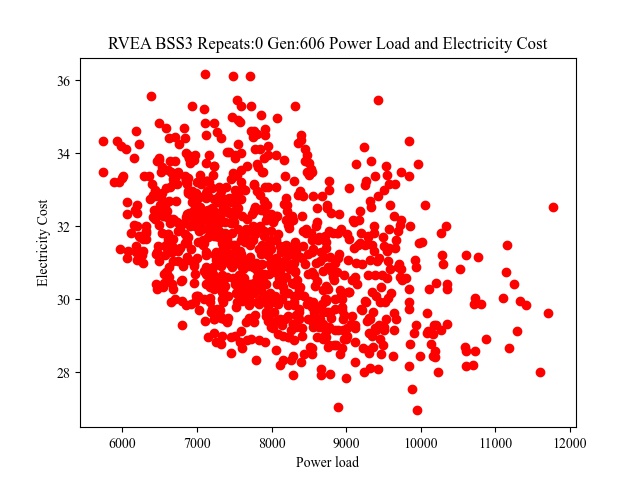 RVEA BSS3 Repeats:0 Gen:606 Power Load and Electricity Cost
36
34
32
30
28
Electricity Cost
6000 7000 8000 9000 10000 11000 12000
Power load